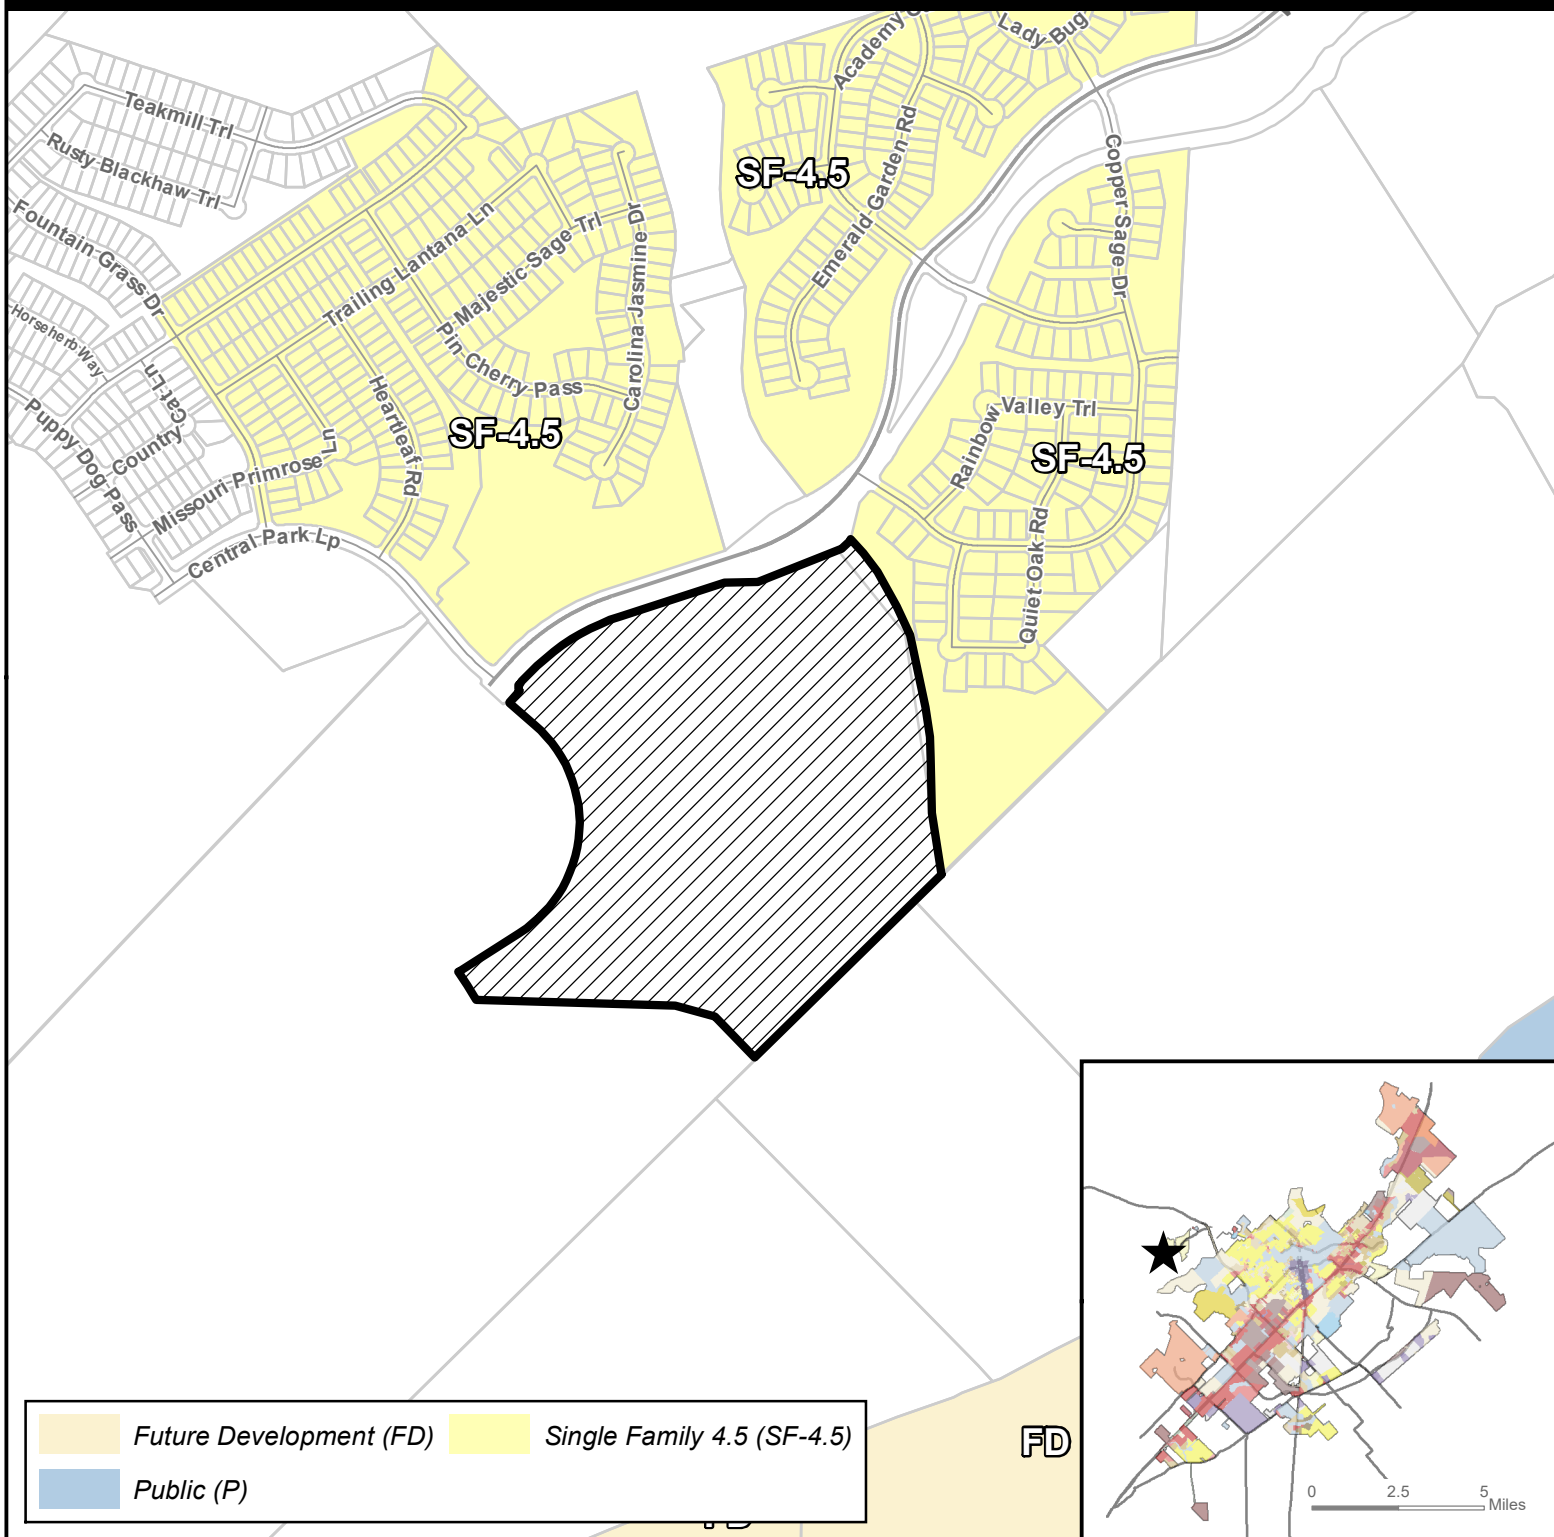 Lady Bug
Academy
Teakmill Trl
Rusty Blackhaw Trl
SF-4.5
Emerald Garden Rd
Copper Sage Dr
Fountain Grass Dr
Trailing Lantana Ln
Majestic Sage Trl
Carolina Jasmine Dr
Horseherb Way
Pin Cherry Pass
P
Cat Ln
Country
Puppy Dog Pass
Heartleaf Rd
SF-4.5
Ln
Missouri Primrose
Rainbow
Valley Trl
SF-4.5
Central Park Lp
Quiet Oak Rd
Future Development (FD)
Single Family 4.5 (SF-4.5)
Public (P)
FD
0 2.5 5
Miles